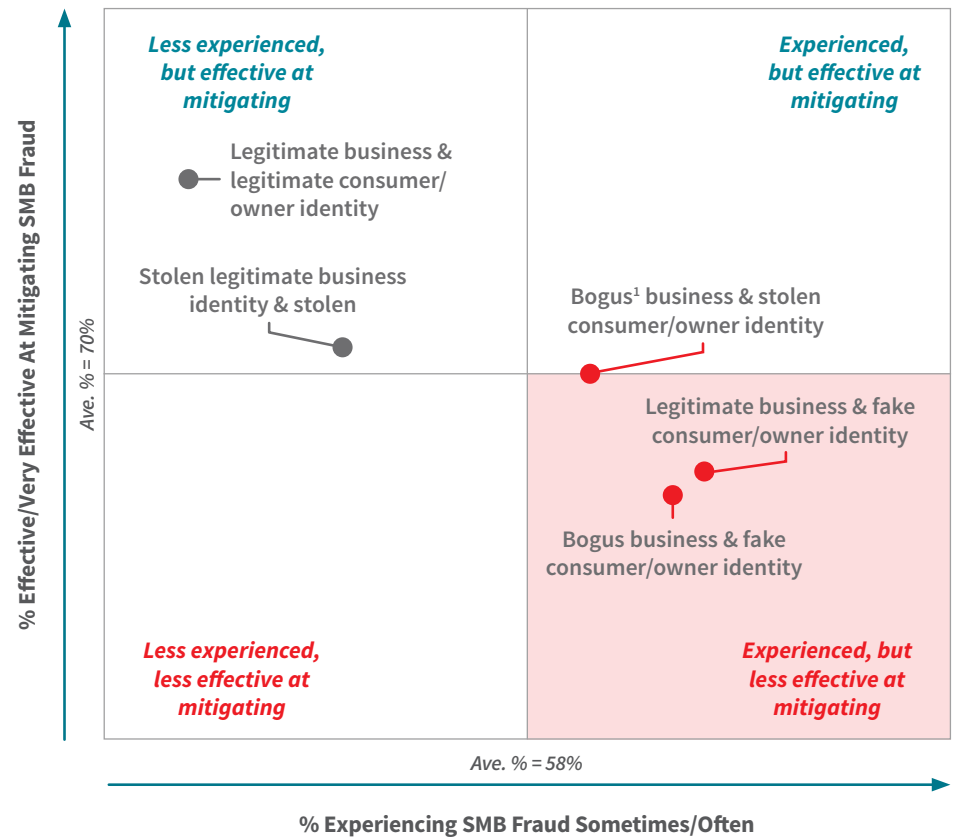 Less experienced,
but effective at
mitigating
Experienced,
but effective at
mitigating
Legitimate business &
legitimate consumer/
owner identity
Stolen legitimate business
identity & stolen
Bogus¹ business & stolen
consumer/owner identity
% Effective/Very Effective At Mitigating SMB Fraud
Ave. % = 70%
Legitimate business & fake
consumer/owner identity
Bogus business & fake
consumer/owner identity
Less experienced,
less effective at
mitigating
Experienced, but
less effective at
mitigating
Ave. % = 58%
% Experiencing SMB Fraud Sometimes/Often